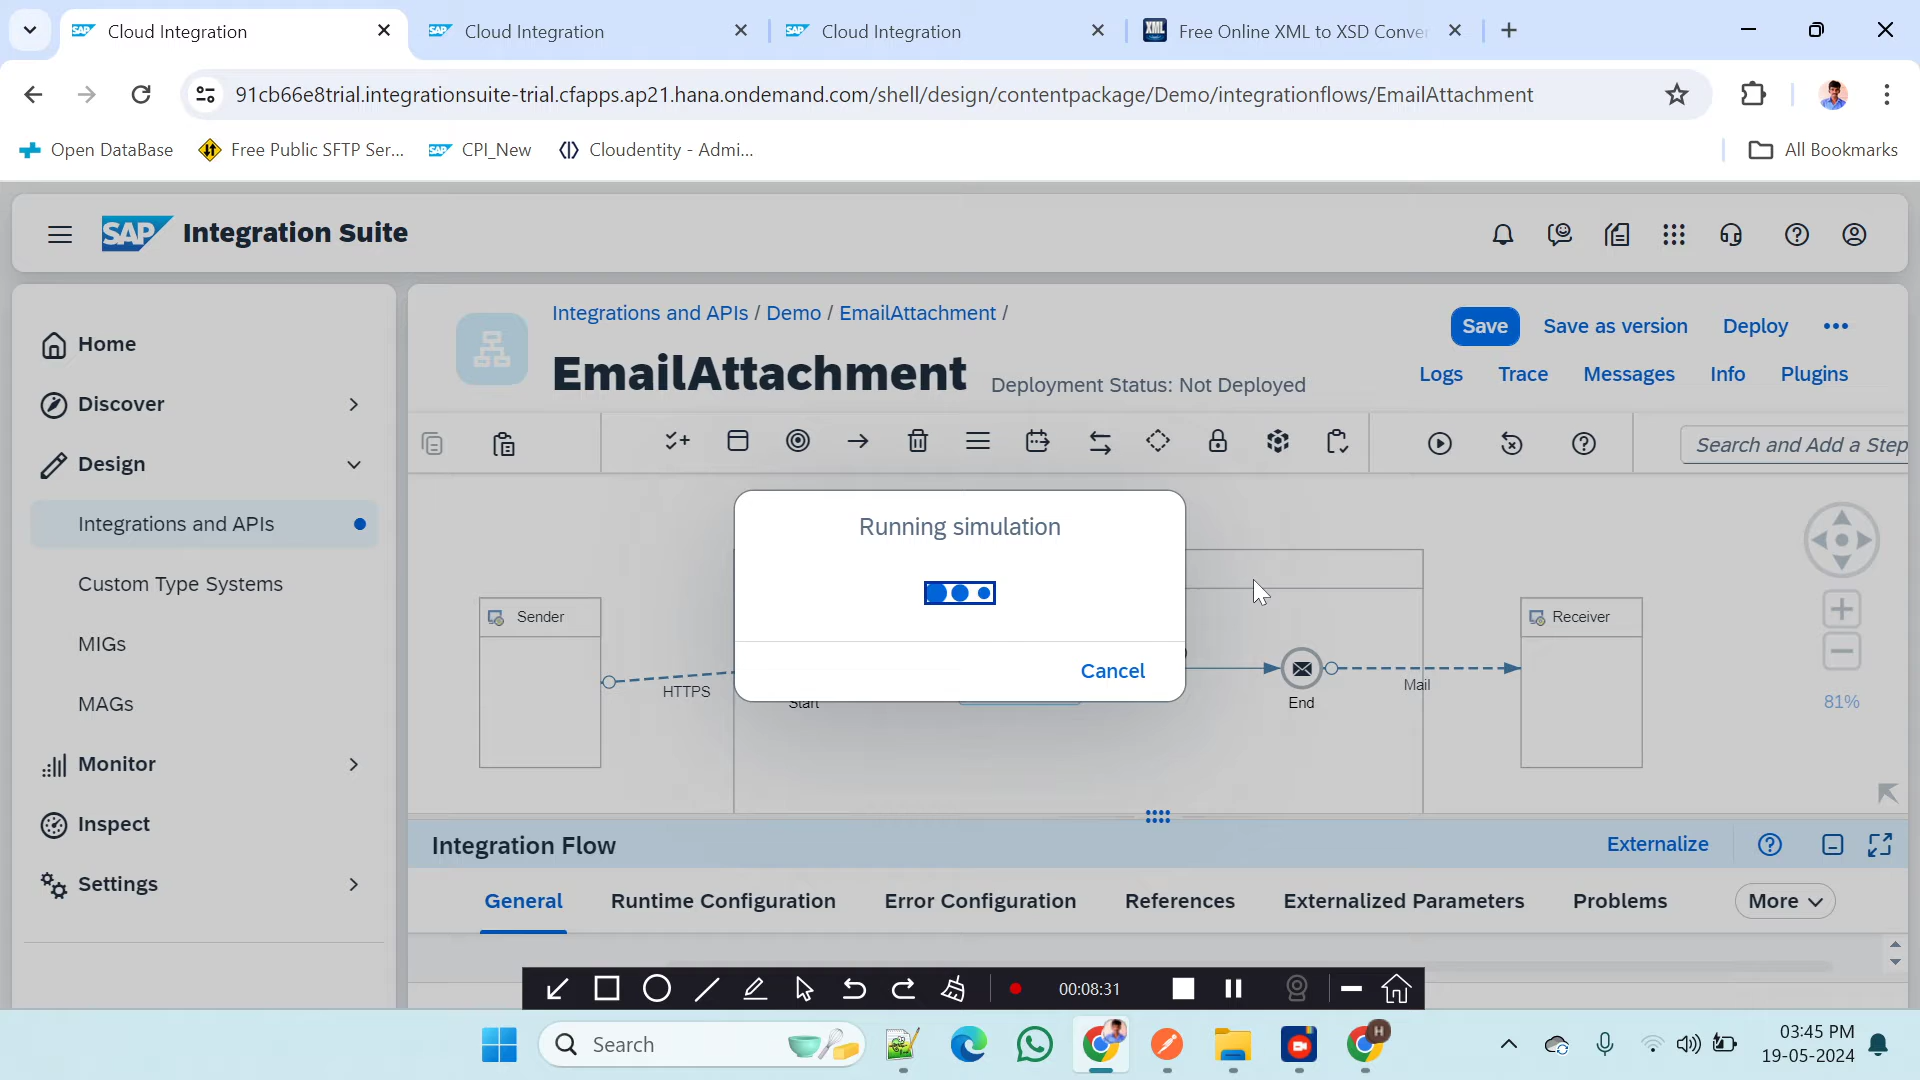 Cloud Integration
Cloud Integration
Cloud Integration
XML Free Online XML to XSD Conver
91cb66e8trial.integrationsuite-trial.cfapps.ap21.hana.ondemand.com/shell/design/contentpackage/Demo/integrationflows/EmailAttachment
Open DataBase
Free Public SFTP Ser...
CPI_New
Cloudentity - Admi...
All Bookmarks
SAP Integration Suite
Home
Discover
Design
Integrations and APIs
Custom Type Systems
MIGs
MAGs
Monitor
Inspect
Settings
Integrations and APIs / Demo / EmailAttachment /
EmailAttachment
Deployment Status: Not Deployed
Save
Save as version
Deploy
Logs
Trace
Messages
Info
Plugins
Search and Add a Step
Running simulation
Cancel
Sender
HTTPS
Start
End
Mail
Receiver
81%
Integration Flow
Externalize
General
Runtime Configuration
Error Configuration
References
Externalized Parameters
Problems
More
00:08:31
Search
H
03:45 PM
19-05-2024